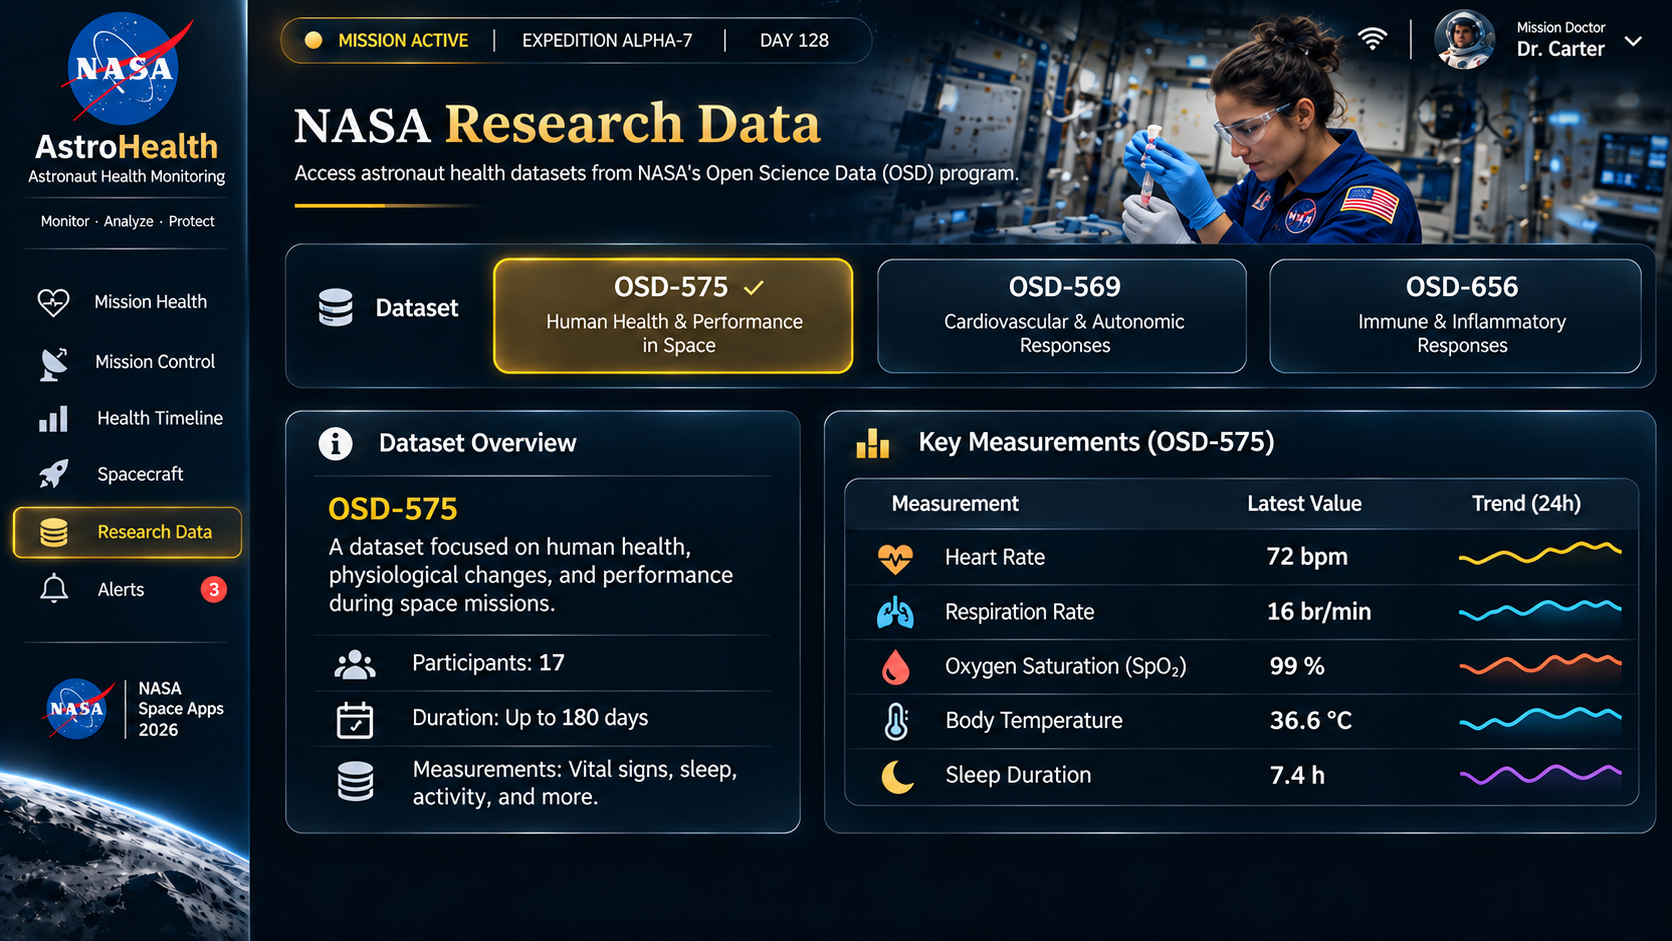 NASA
AstroHealth
Astronaut Health Monitoring
Monitor · Analyze · Protect
Mission Health
Mission Control
Health Timeline
Spacecraft
Research Data
Alerts
3
NASA
NASA
Space Apps
2026
MISSION ACTIVE | EXPEDITION ALPHA-7 | DAY 128
Mission Doctor
Dr. Carter
NASA Research Data
Access astronaut health datasets from NASA's Open Science Data (OSD) program.
NASA
Dataset
OSD-575
Human Health & Performance
in Space
OSD-569
Cardiovascular & Autonomic
Responses
OSD-656
Immune & Inflammatory
Responses
Dataset Overview
OSD-575
A dataset focused on human health,
physiological changes, and performance
during space missions.
Participants: 17
Duration: Up to 180 days
Measurements: Vital signs, sleep,
activity, and more.
Key Measurements (OSD-575)
Measurement Latest Value Trend (24h)
Heart Rate 72 bpm
Respiration Rate 16 br/min
Oxygen Saturation (SpO₂) 99 %
Body Temperature 36.6 °C
Sleep Duration 7.4 h